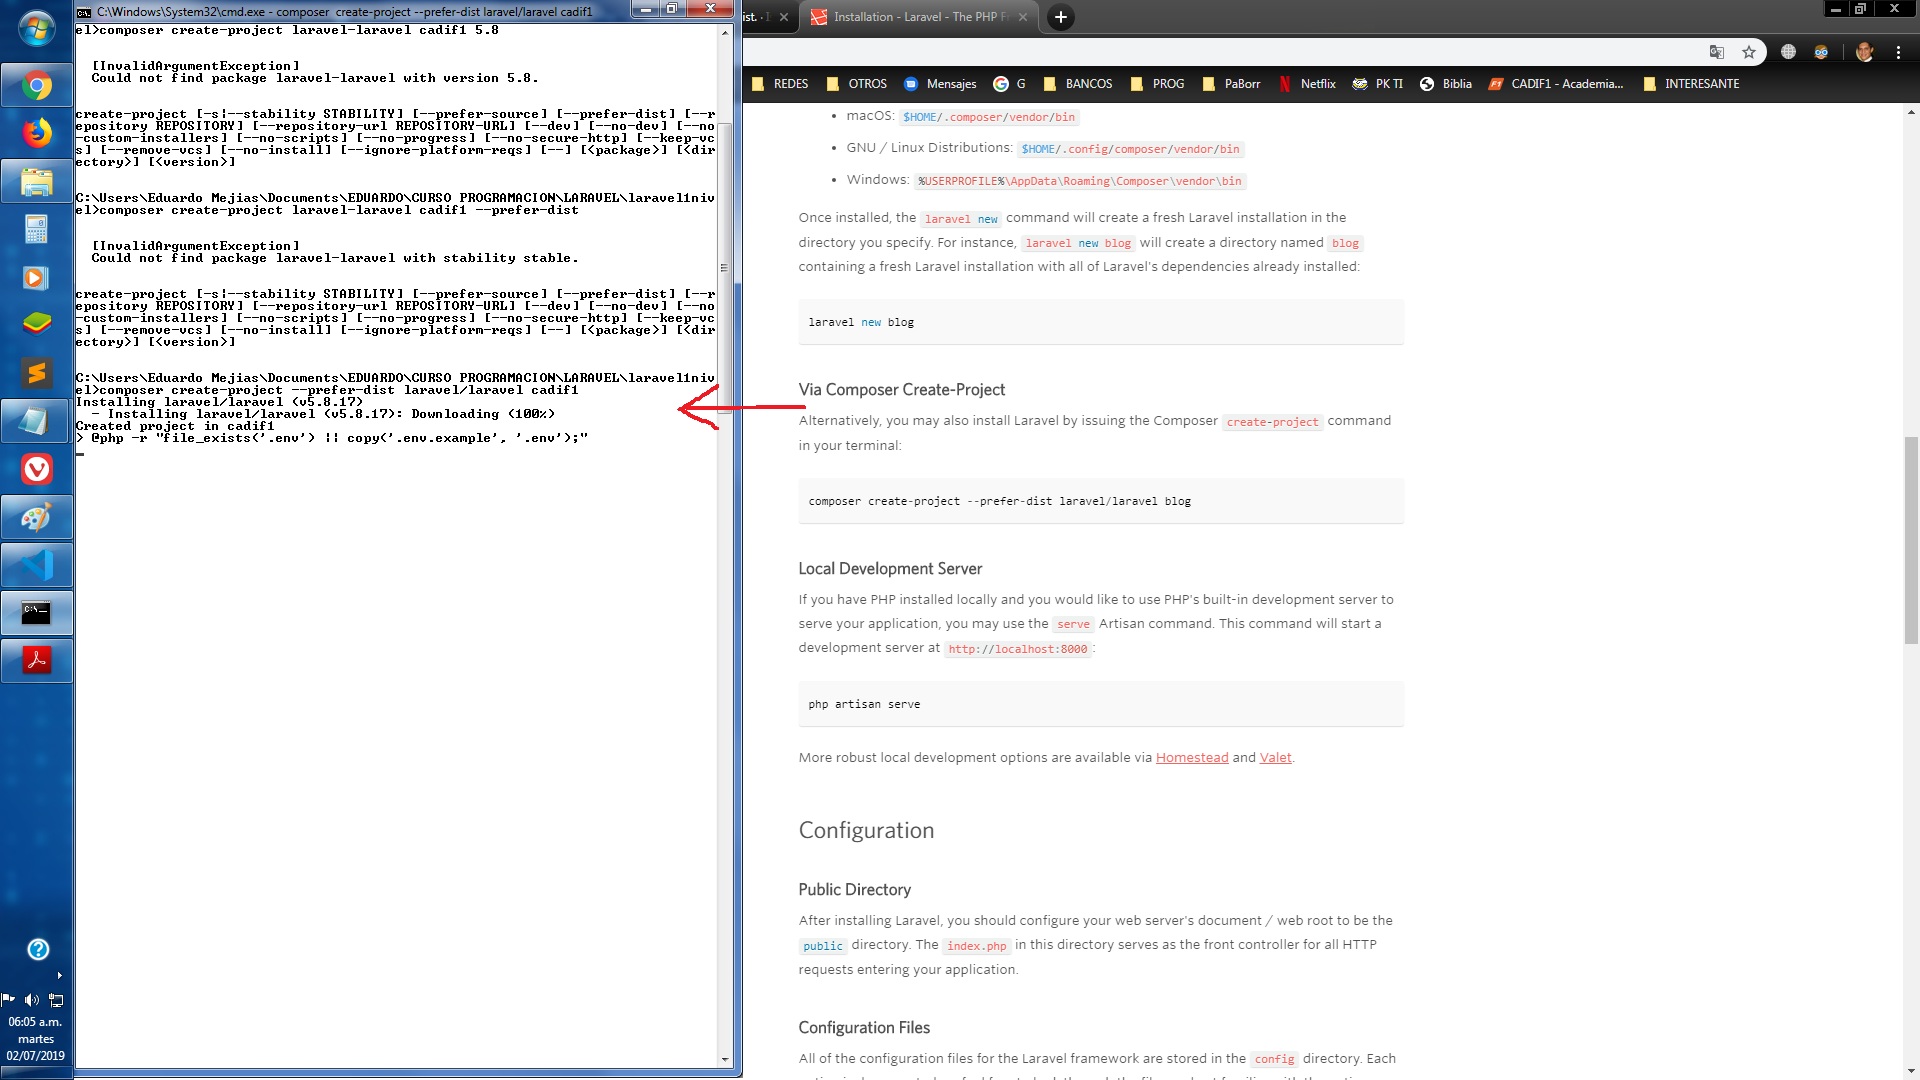 C:\Windows\System32\cmd.exe - composer  create-project --prefer-dist laravel/laravel cadif1
el>composer create-project laravel-laravel cadif1 5.8
[InvalidArgumentException]
Could not find package laravel-laravel with version 5.8.
create-project [-s|--stability STABILITY] [--prefer-source] [--prefer-dist] [--r
epository REPOSITORY] [--repository-url REPOSITORY-URL] [--dev] [--no-dev] [--no
-custom-installers] [--no-scripts] [--no-progress] [--no-secure-http] [--keep-vc
s] [--remove-vcs] [--no-install] [--ignore-platform-reqs] [--] [<package>] [<dir
ectory>] [<version>]
C:\Users\Eduardo Mejias\Documents\EDUARDO\CURSO PROGRAMACION\LARAVEL\laravel1niv
el>composer create-project laravel-laravel cadif1 --prefer-dist
[InvalidArgumentException]
Could not find package laravel-laravel with stability stable.
create-project [-s|--stability STABILITY] [--prefer-source] [--prefer-dist] [--r
epository REPOSITORY] [--repository-url REPOSITORY-URL] [--dev] [--no-dev] [--no
-custom-installers] [--no-scripts] [--no-progress] [--no-secure-http] [--keep-vc
s] [--remove-vcs] [--no-install] [--ignore-platform-reqs] [--] [<package>] [<dir
ectory>] [<version>]
C:\Users\Eduardo Mejias\Documents\EDUARDO\CURSO PROGRAMACION\LARAVEL\laravel1niv
el>composer create-project --prefer-dist laravel/laravel cadif1
Installing laravel/laravel (v5.8.17)
- Installing laravel/laravel (v5.8.17): Downloading (100%)
Created project in cadif1
> @php -r "file_exists('.env') || copy('.env.example', '.env');"
06:05 a.m.
martes
02/07/2019
ist. · I
Installation - Laravel - The PHP Fr
REDES OTROS Mensajes G BANCOS PROG PaBorr Netflix PK TI Biblia CADIF1 - Academia... INTERESANTE
• macOS: $HOME/.composer/vendor/bin
• GNU / Linux Distributions: $HOME/.config/composer/vendor/bin
• Windows: %USERPROFILE%\AppData\Roaming\Composer\vendor\bin
Once installed, the laravel new command will create a fresh Laravel installation in the
directory you specify. For instance, laravel new blog will create a directory named blog
containing a fresh Laravel installation with all of Laravel's dependencies already installed:
laravel new blog
Via Composer Create-Project
Alternatively, you may also install Laravel by issuing the Composer create-project command
in your terminal:
composer create-project --prefer-dist laravel/laravel blog
Local Development Server
If you have PHP installed locally and you would like to use PHP's built-in development server to
serve your application, you may use the serve Artisan command. This command will start a
development server at http://localhost:8000 :
php artisan serve
More robust local development options are available via Homestead and Valet.
Configuration
Public Directory
After installing Laravel, you should configure your web server's document / web root to be the
public directory. The index.php in this directory serves as the front controller for all HTTP
requests entering your application.
Configuration Files
All of the configuration files for the Laravel framework are stored in the config directory. Each